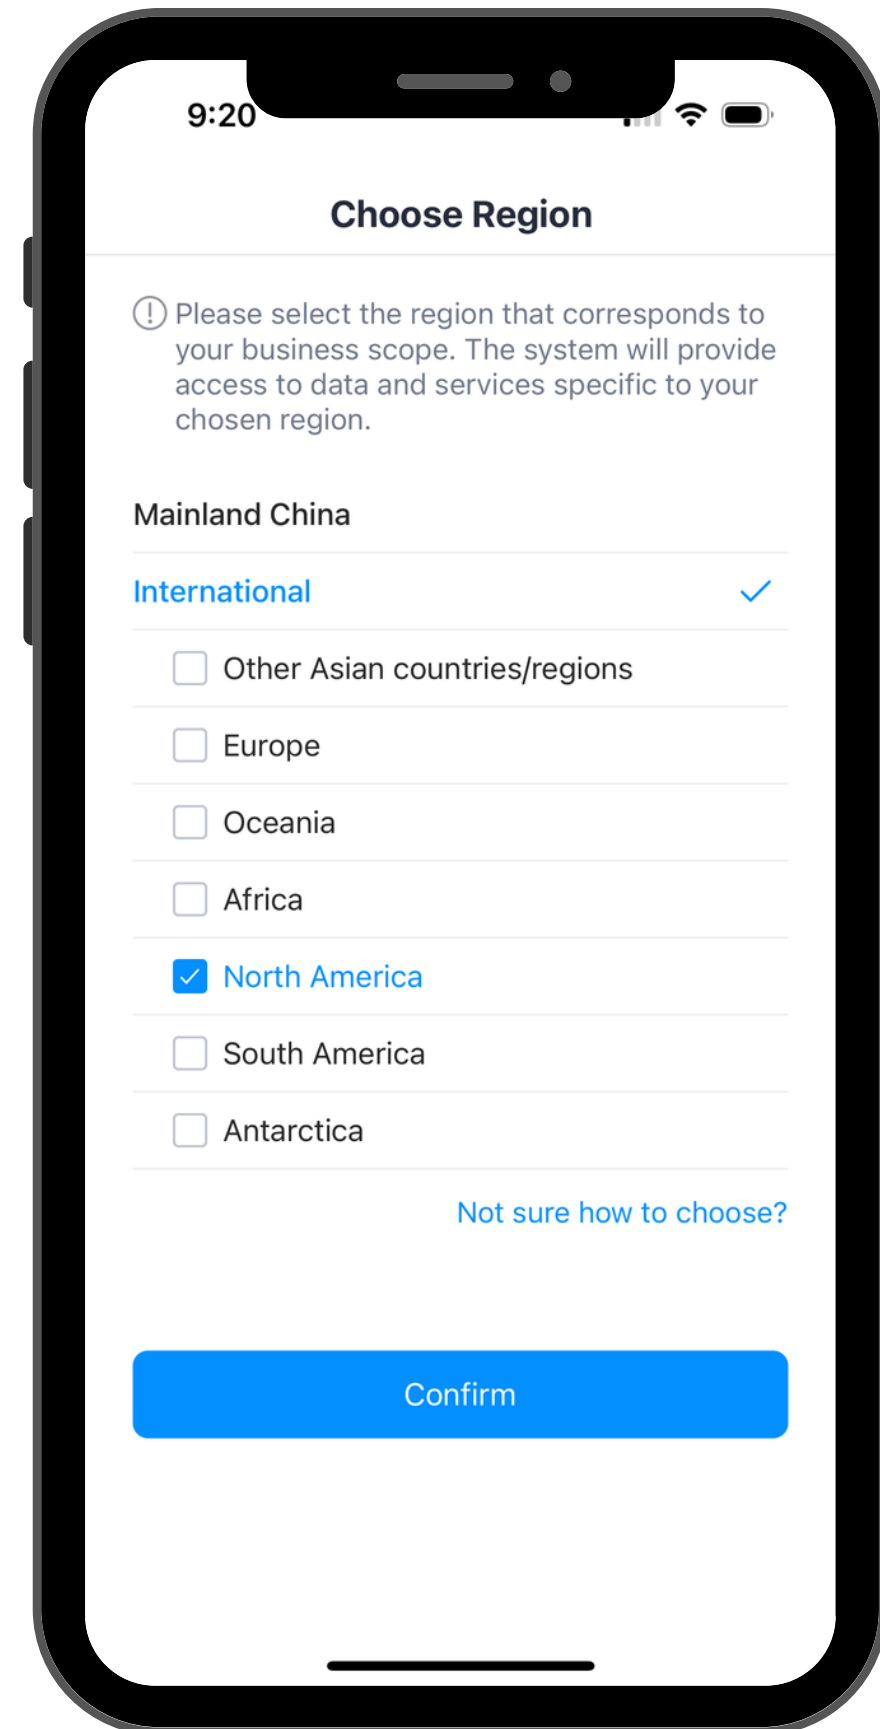 9:20
Choose Region
Please select the region that corresponds to
your business scope. The system will provide
access to data and services specific to your
chosen region.
Mainland China
International
Other Asian countries/regions
Europe
Oceania
Africa
North America
South America
Antarctica
Not sure how to choose?
Confirm